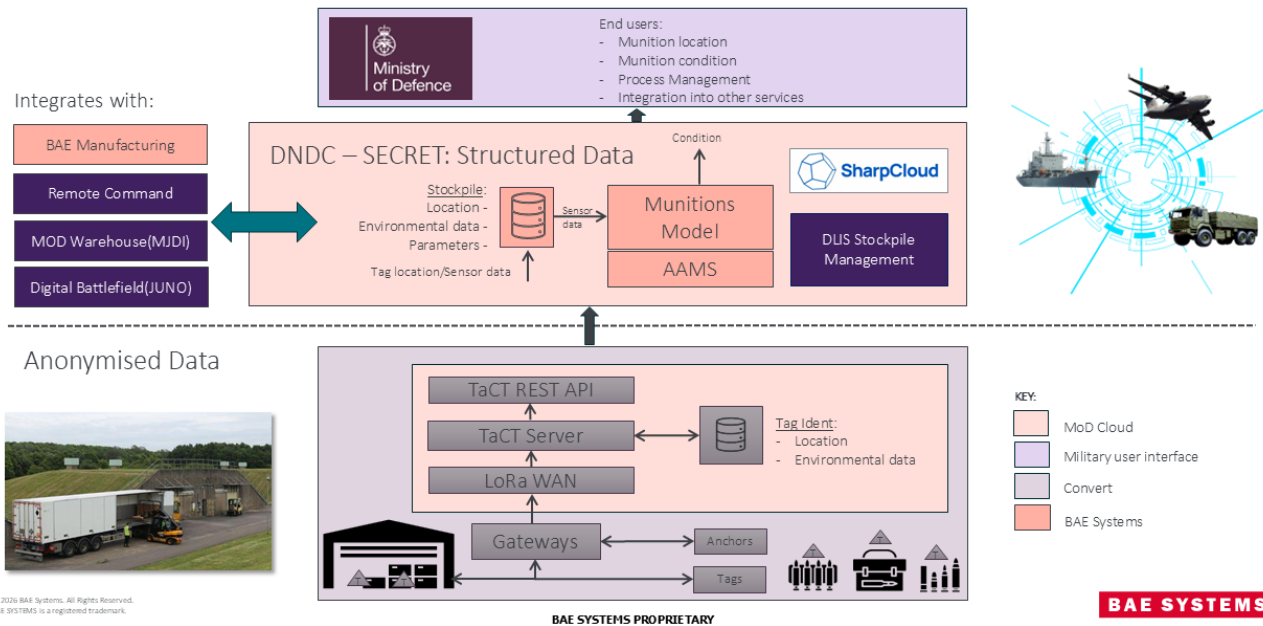 Ministry
of Defence
End users:
- Munition location
- Munition condition
- Process Management
- Integration into other services
Integrates with:
BAE Manufacturing
Remote Command
MOD Warehouse(MJDI)
Digital Battlefield(JUNO)
DNDC – SECRET: Structured Data
Condition
Stockpile:
Location -
Environmental data -
Parameters -
Sensor
data
Tag location/Sensor data
Munitions
Model
AAMS
SharpCloud
DLIS Stockpile
Management
Anonymised Data
TaCT REST API
TaCT Server
LoRa WAN
Tag Ident:
- Location
- Environmental data
Gateways
Anchors
Tags
T
T
T
T
T
KEY:
MoD Cloud
Military user interface
Convert
BAE Systems
2026 BAE Systems. All Rights Reserved.
E SYSTEMS is a registered trademark.
BAE SYSTEMS PROPRIETARY
BAE SYSTEMS